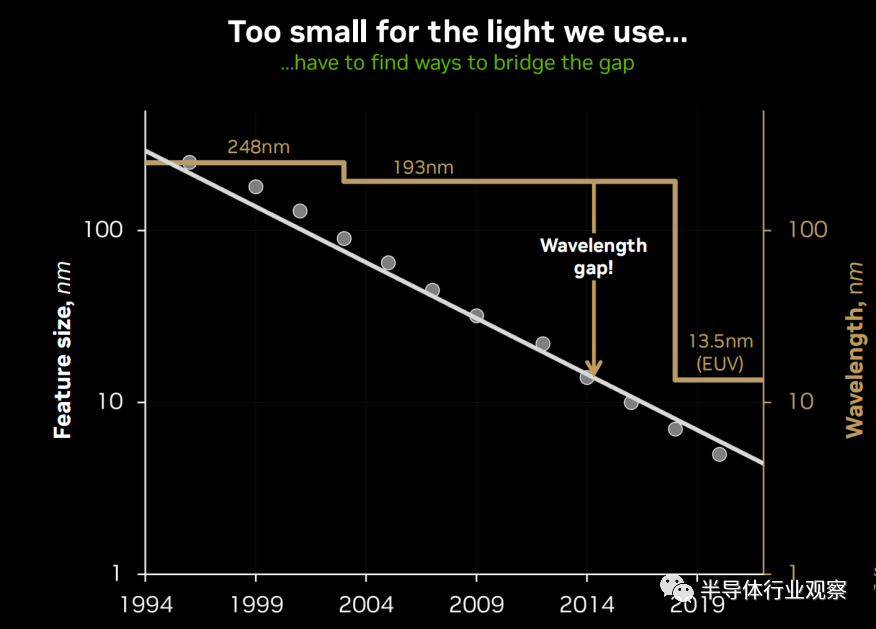 Too small for the light we use...
...have to find ways to bridge the gap
248nm
193nm
100
100
Wavelength
gap!
Feature size, nm
Wavelength, nm
13.5nm
(EUV)
10
10
1
1
半导体行业观察
1994
1999
2004
2009
2014
2019